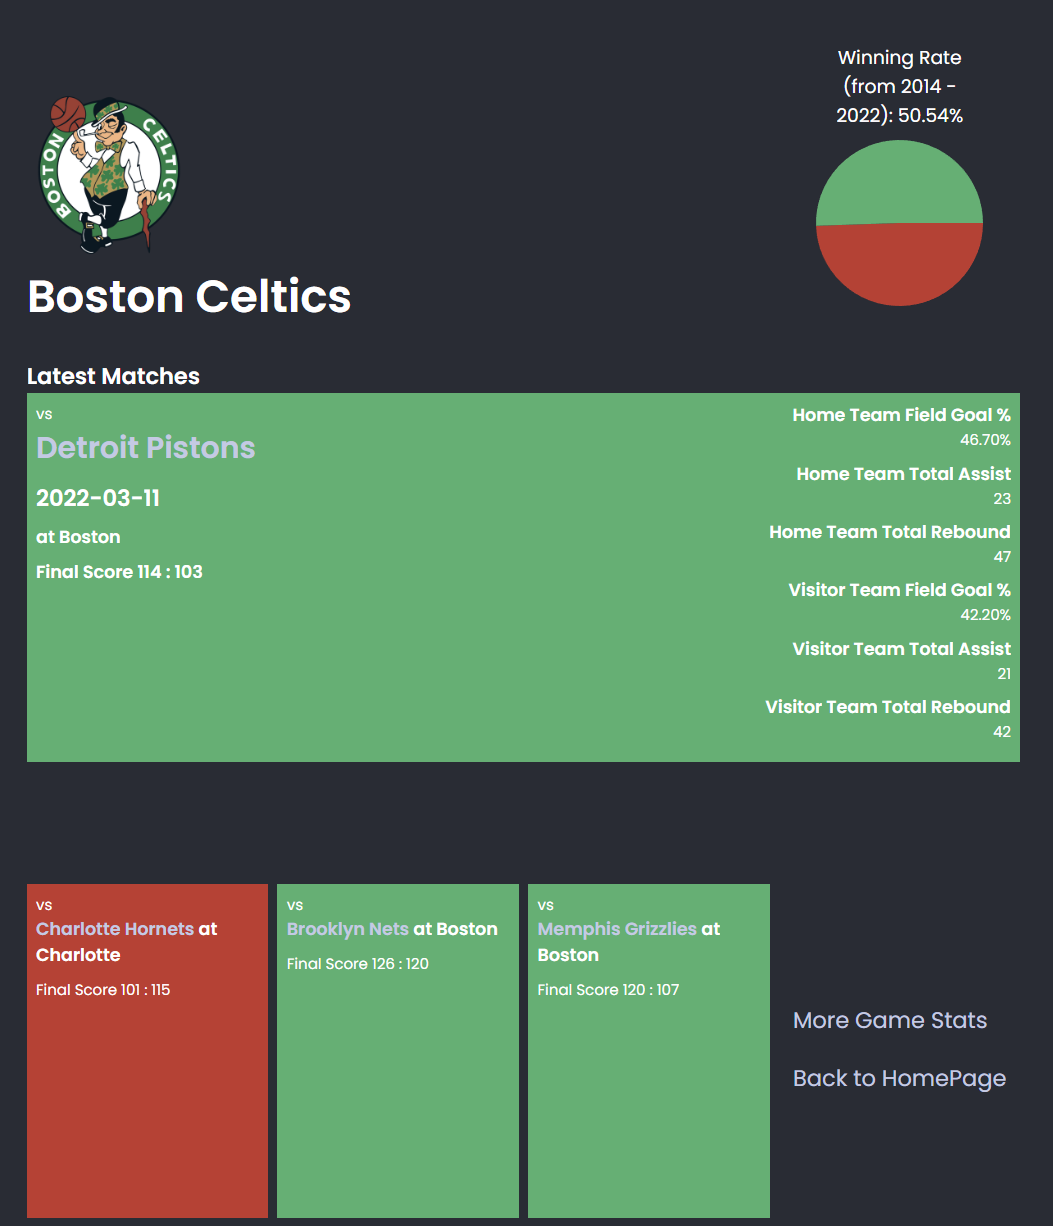 BOSTON CELTICS
Winning Rate
(from 2014 -
2022): 50.54%
Boston Celtics
Latest Matches
vs
Detroit Pistons
2022-03-11
at Boston
Final Score 114 : 103
Home Team Field Goal %
46.70%
Home Team Total Assist
23
Home Team Total Rebound
47
Visitor Team Field Goal %
42.20%
Visitor Team Total Assist
21
Visitor Team Total Rebound
42
vs
Charlotte Hornets at
Charlotte
Final Score 101 : 115
vs
Brooklyn Nets at Boston
Final Score 126 : 120
vs
Memphis Grizzlies at
Boston
Final Score 120 : 107
More Game Stats
Back to HomePage